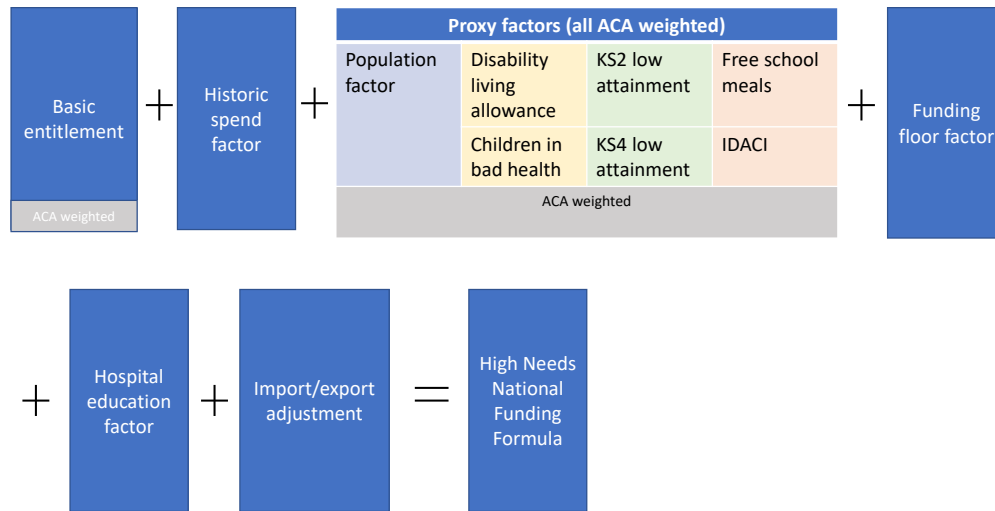 Basic
entitlement
ACA weighted
+
Historic
spend
factor
+
Proxy factors (all ACA weighted)
Population
factor
Disability
living
allowance
KS2 low
attainment
Free school
meals
Children in
bad health
KS4 low
attainment
IDACI
ACA weighted
+
Funding
floor factor
+
Hospital
education
factor
+
Import/export
adjustment
=
High Needs
National
Funding
Formula